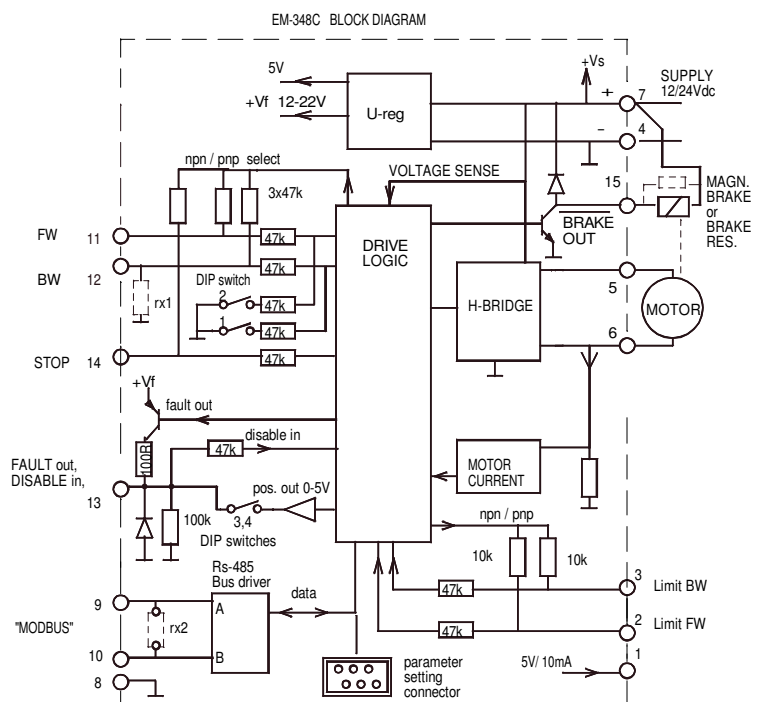 EM-348C BLOCK DIAGRAM
5V
+Vf 12-22V
U-reg
+Vs
+
7
SUPPLY
12/24Vdc
-
4
npn / pnp select
3x47k
VOLTAGE SENSE
15
MAGN.
BRAKE
or
BRAKE
RES.
BRAKE
OUT
FW
11
47k
DRIVE
LOGIC
BW
12
47k
rx1
DIP switch
2
47k
1
47k
H-BRIDGE
5
MOTOR
6
STOP
14
47k
+Vf
fault out
100R
disable in
47k
FAULT out,
DISABLE in,
13
pos. out 0-5V
100k
3,4
DIP switches
MOTOR
CURRENT
npn / pnp
10k
10k
3
Limit BW
47k
2
Limit FW
47k
1
5V/ 10mA
Rs-485
Bus driver
9
A
data
"MODBUS"
rx2
10
B
8
parameter
setting
connector